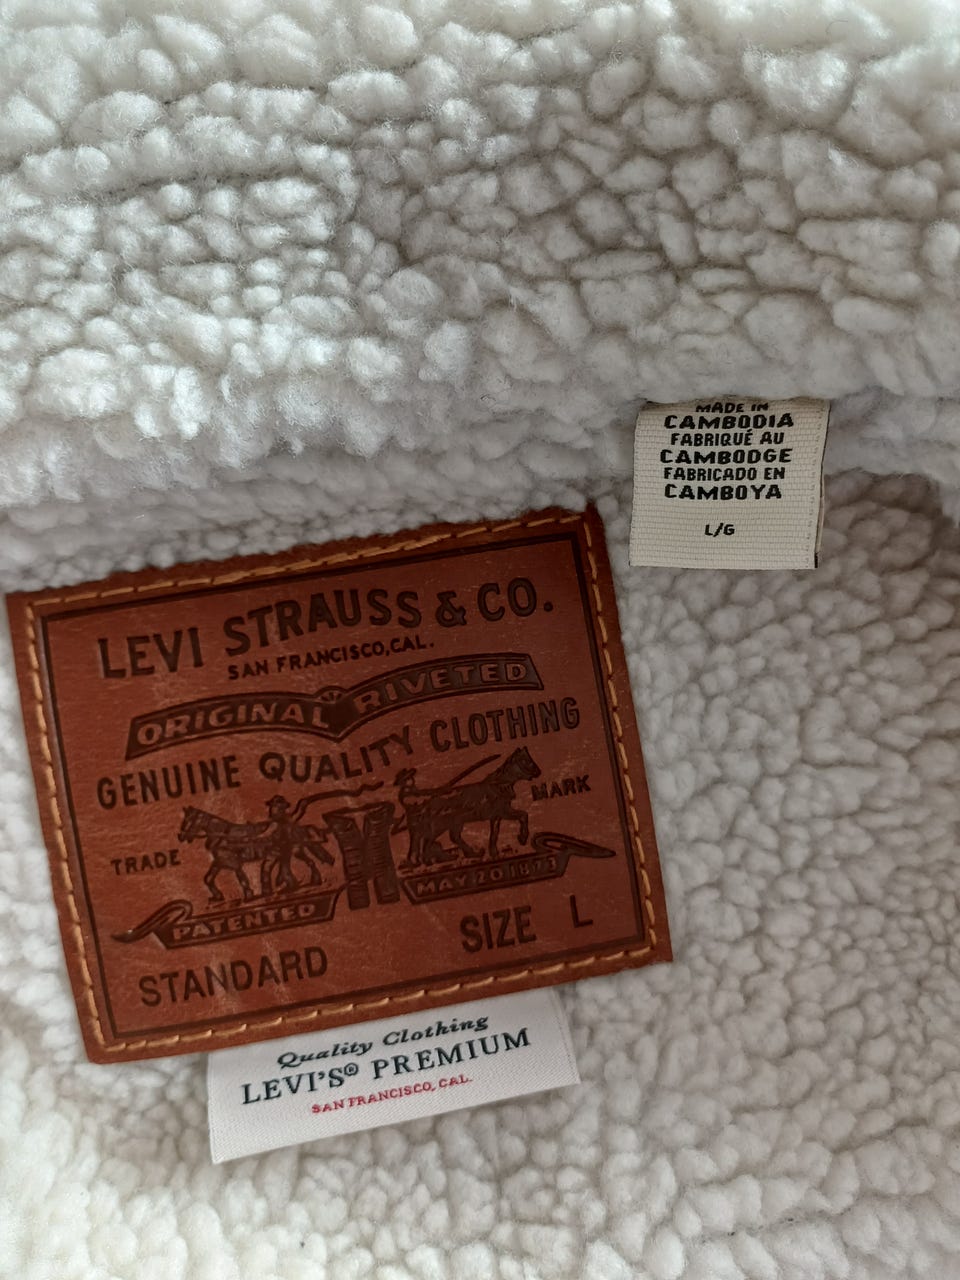 MADE IN
CAMBODIA
FABRIQUÉ AU
CAMBODGE
FABRICADO EN
CAMBOYA
L/G
LEVI STRAUSS & CO.
SAN FRANCISCO, CAL.
ORIGINAL RIVETED
GENUINE QUALITY CLOTHING
TRADE MARK
PATENTED MAY 20 1873
STANDARD SIZE L
Quality Clothing
LEVI'S® PREMIUM
SAN FRANCISCO, CAL.